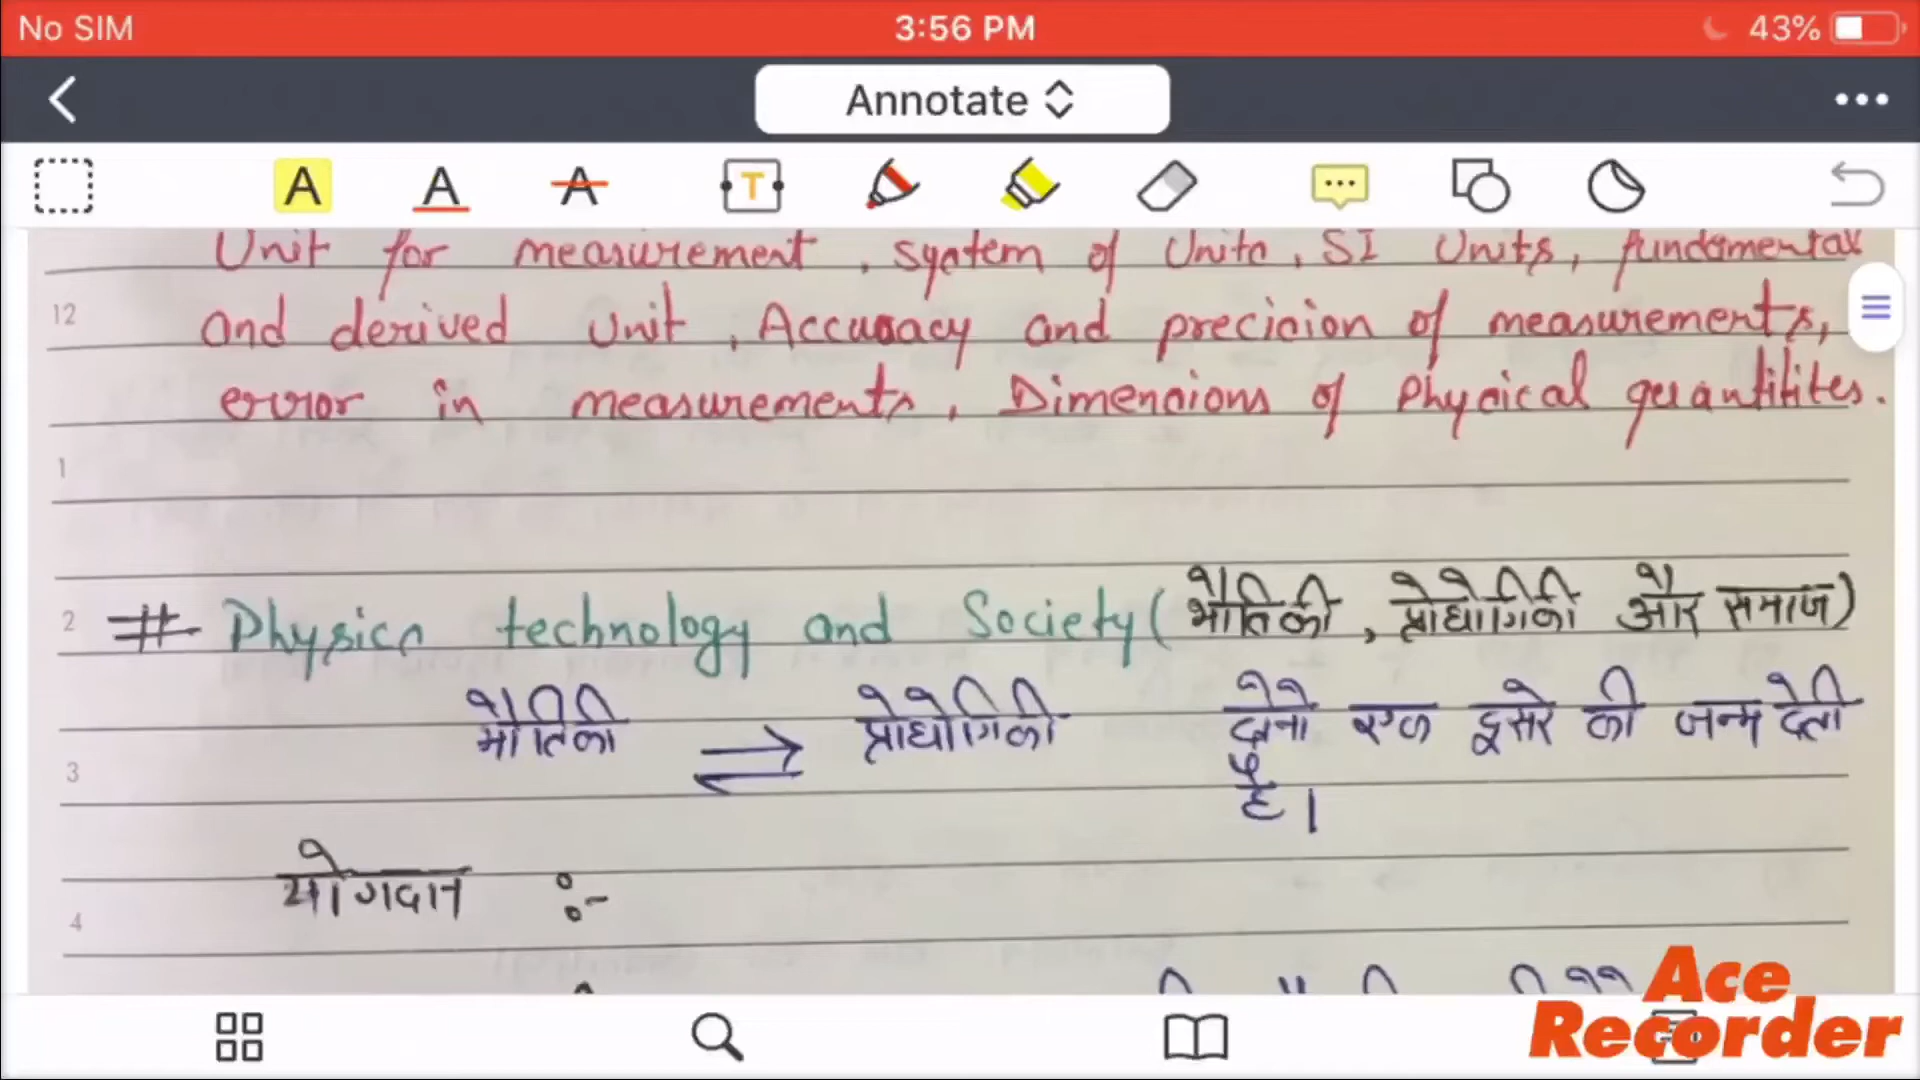 No SIM 3:56 PM 43%
Annotate
A A A T
Unit for measurement, system of Units, SI Units, fundamental
12 and derived Unit, Accuracy and precision of measurements,
error in measurements, Dimensions of Physical quantitites.
1
2 # Physics technology and Society (भौतिकी, प्रोद्योगिकी और समाज)
3 भौतिकी ⇌ प्रोद्योगिकी दोनो एक दूसरे की जन्म देती
है।
4 योगदान :-
Ace
Recorder